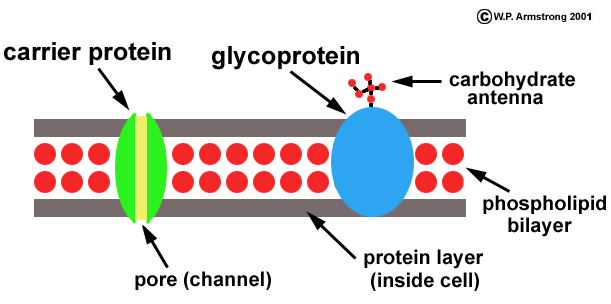 © W.P. Armstrong 2001
carrier protein
glycoprotein
carbohydrate
antenna
phospholipid
bilayer
protein layer
(inside cell)
pore (channel)